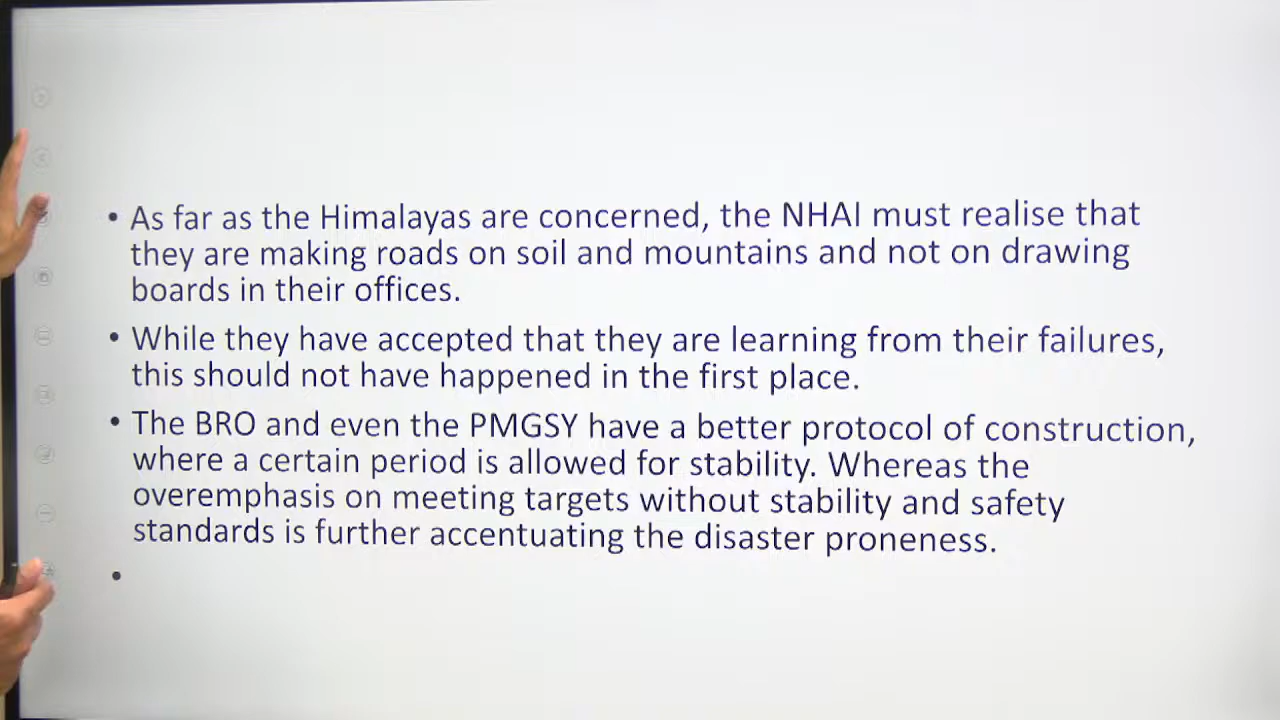 • As far as the Himalayas are concerned, the NHAI must realise that
they are making roads on soil and mountains and not on drawing
boards in their offices.
• While they have accepted that they are learning from their failures,
this should not have happened in the first place.
• The BRO and even the PMGSY have a better protocol of construction,
where a certain period is allowed for stability. Whereas the
overemphasis on meeting targets without stability and safety
standards is further accentuating the disaster proneness.
•